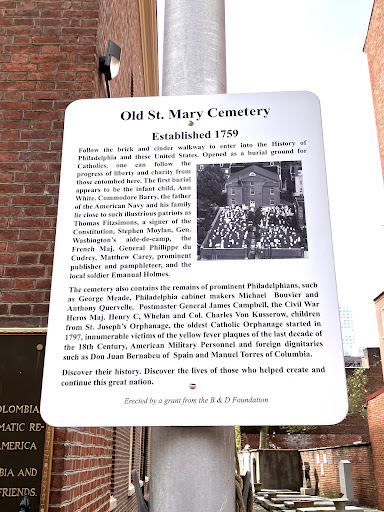 Old St. Mary Cemetery
Established 1759
Follow the brick and cinder walkway to enter into the History of
Philadelphia and these United States. Opened as a burial ground for
Catholics, one can follow the
progress of liberty and charity from
those entombed here. The first burial
appears to be the infant child, Ann
White. Commodore Barry, the father
of the American Navy and his family
lie close to such illustrious patriots as
Thomas Fitzsimons, a signer of the
Constitution, Stephen Moylan, Gen.
Washington's aide-de-camp, the
French Maj. General Phillippe du
Cudrey, Matthew Carey, prominent
publisher and pamphleteer, and the
local soldier Emanual Holmes.
The cemetery also contains the remains of prominent Philadelphians, such
as George Meade, Philadelphia cabinet makers Michael Bouvier and
Anthony Quervelle, Postmaster General James Campbell, the Civil War
Heros Maj. Henry C, Whelan and Col. Charles Von Kusserow, children
from St. Joseph's Orphanage, the oldest Catholic Orphanage started in
1797, innumerable victims of the yellow fever plaques of the last decade of
the 18th Century, American Military Personnel and foreign dignitaries
such as Don Juan Bernabeu of Spain and Manuel Torres of Columbia.
Discover their history. Discover the lives of those who helped create and
continue this great nation.
Erected by a grant from the B & D Foundation
OLOMBIA
MATIC RE-
AMERICA
BIA AND
FRIENDS.